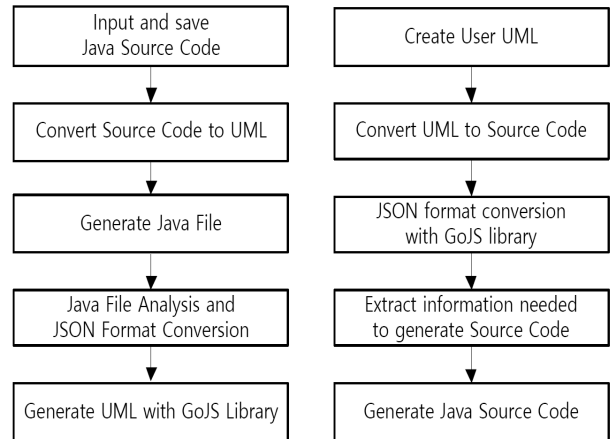 Input and save
Java Source Code
Convert Source Code to UML
Generate Java File
Java File Analysis and
JSON Format Conversion
Generate UML with GoJS Library
Create User UML
Convert UML to Source Code
JSON format conversion
with GoJS library
Extract information needed
to generate Source Code
Generate Java Source Code